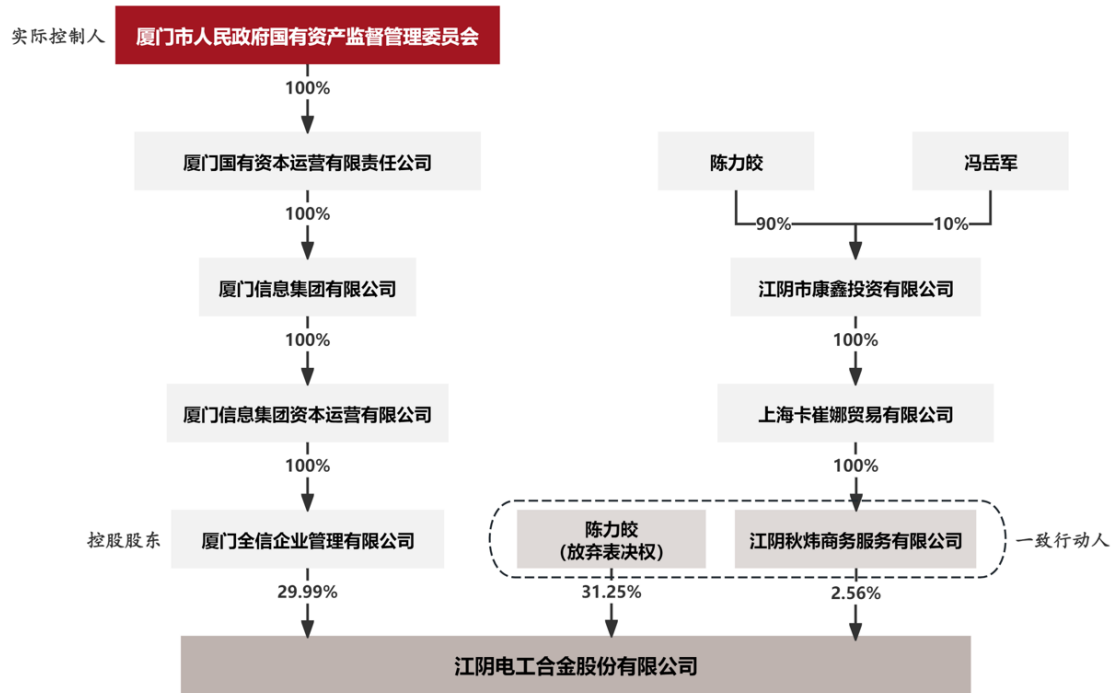 实际控制人
厦门市人民政府国有资产监督管理委员会
100%
厦门国有资本运营有限责任公司
陈力皎
冯岳军
100%
90%
10%
厦门信息集团有限公司
江阴市康鑫投资有限公司
100%
100%
厦门信息集团资本运营有限公司
上海卡崔娜贸易有限公司
100%
100%
控股股东
厦门全信企业管理有限公司
陈力皎
（放弃表决权）
江阴秋炜商务服务有限公司
一致行动人
29.99%
31.25%
2.56%
江阴电工合金股份有限公司